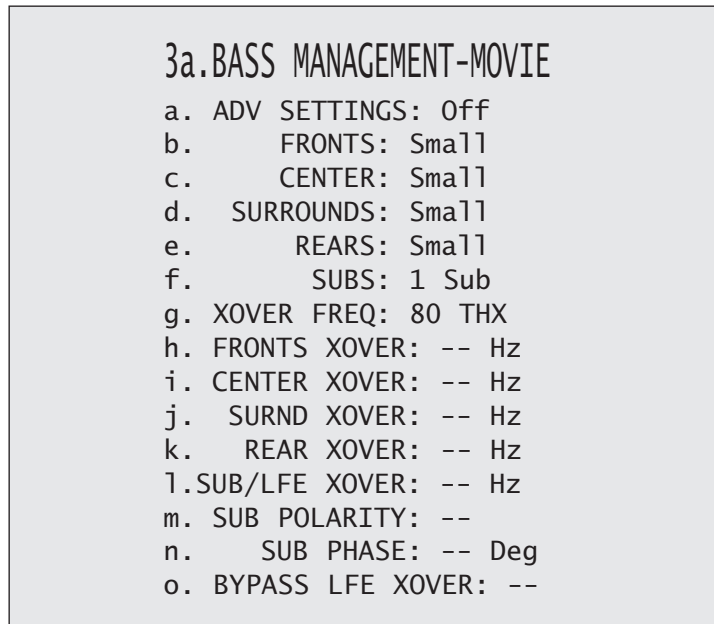 3a.BASS MANAGEMENT-MOVIE
a. ADV SETTINGS: Off
b. FRONTS: Small
c. CENTER: Small
d. SURROUNDS: Small
e. REARS: Small
f. SUBS: 1 Sub
g. XOVER FREQ: 80 THX
h. FRONTS XOVER: -- Hz
i. CENTER XOVER: -- Hz
j. SURND XOVER: -- Hz
k. REAR XOVER: -- Hz
l.SUB/LFE XOVER: -- Hz
m. SUB POLARITY: --
n. SUB PHASE: -- Deg
o. BYPASS LFE XOVER: --